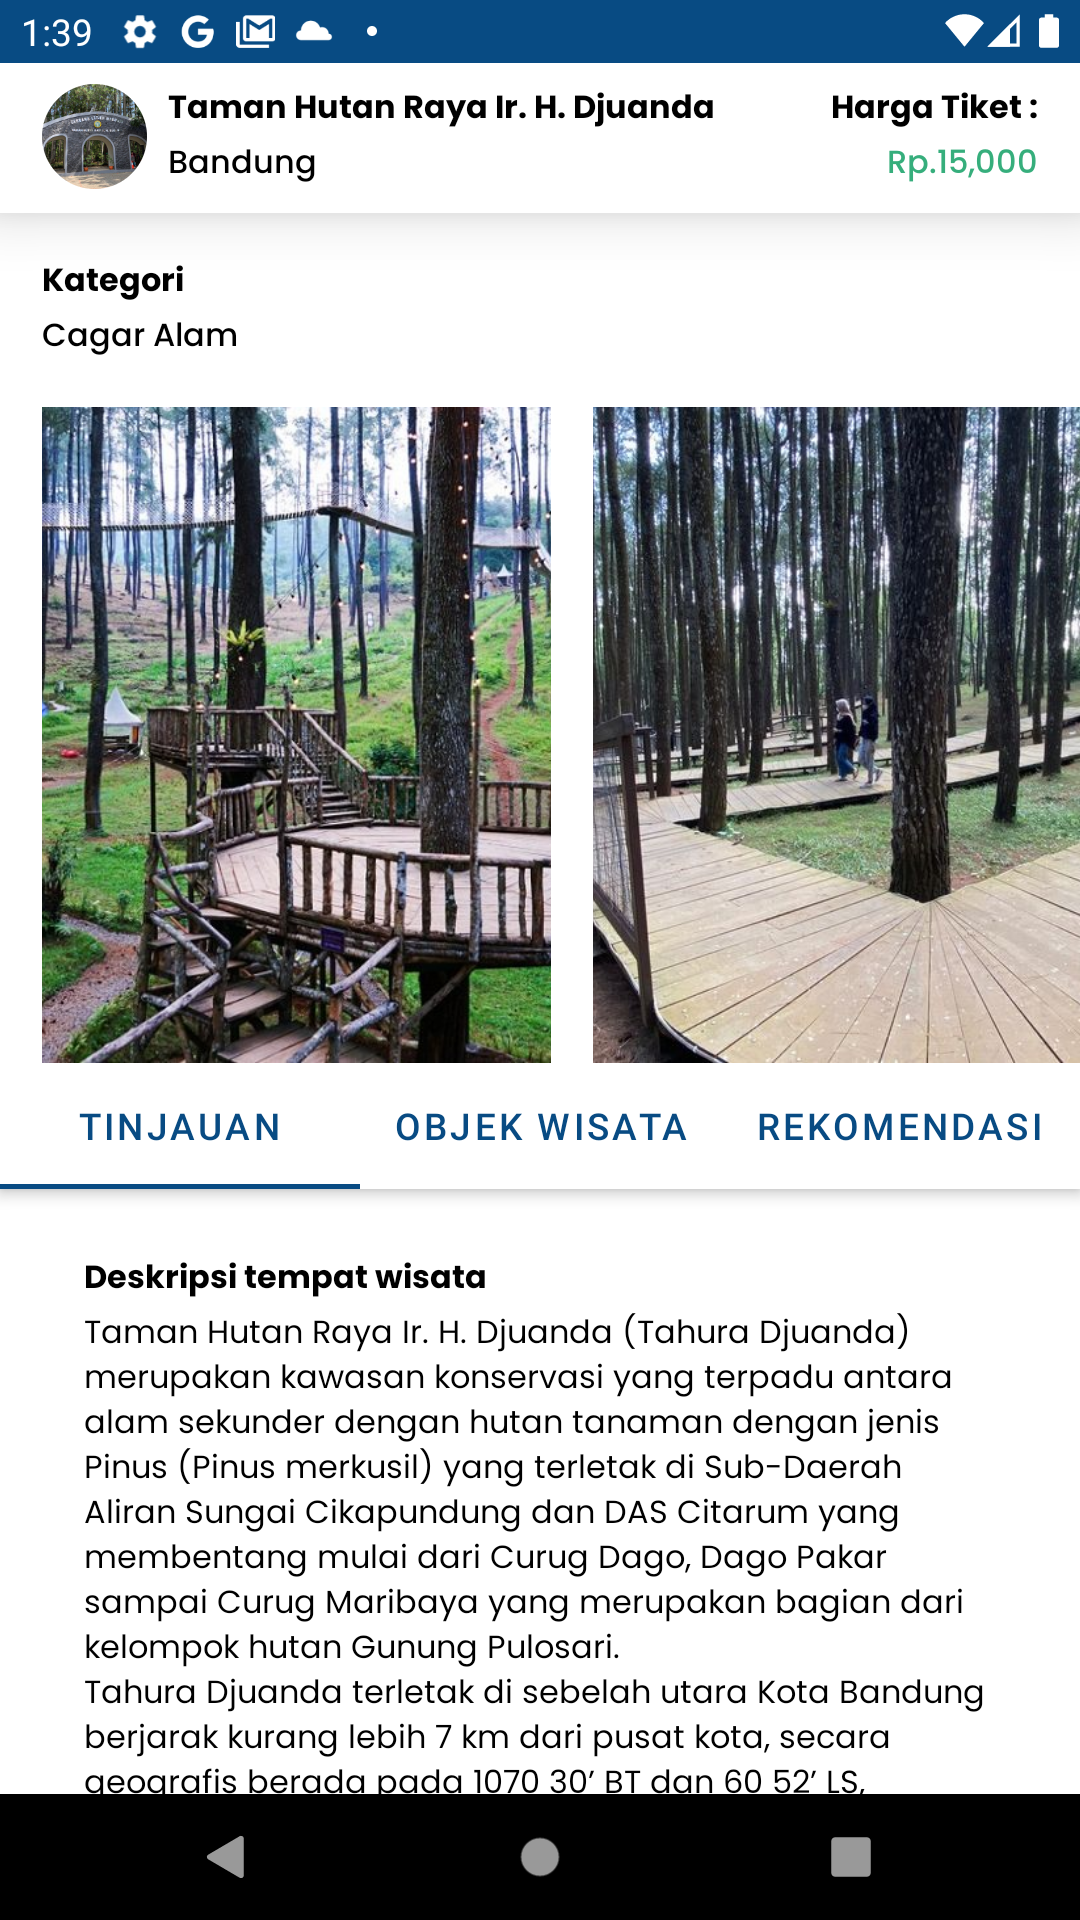 1:39
Taman Hutan Raya Ir. H. Djuanda
Harga Tiket :
Bandung
Rp.15,000
Kategori
Cagar Alam
TINJAUAN
OBJEK WISATA
REKOMENDASI
Deskripsi tempat wisata
Taman Hutan Raya Ir. H. Djuanda (Tahura Djuanda)
merupakan kawasan konservasi yang terpadu antara
alam sekunder dengan hutan tanaman dengan jenis
Pinus (Pinus merkusil) yang terletak di Sub-Daerah
Aliran Sungai Cikapundung dan DAS Citarum yang
membentang mulai dari Curug Dago, Dago Pakar
sampai Curug Maribaya yang merupakan bagian dari
kelompok hutan Gunung Pulosari.
Tahura Djuanda terletak di sebelah utara Kota Bandung
berjarak kurang lebih 7 km dari pusat kota, secara
geografis berada pada 1070 30’ BT dan 60 52’ LS,